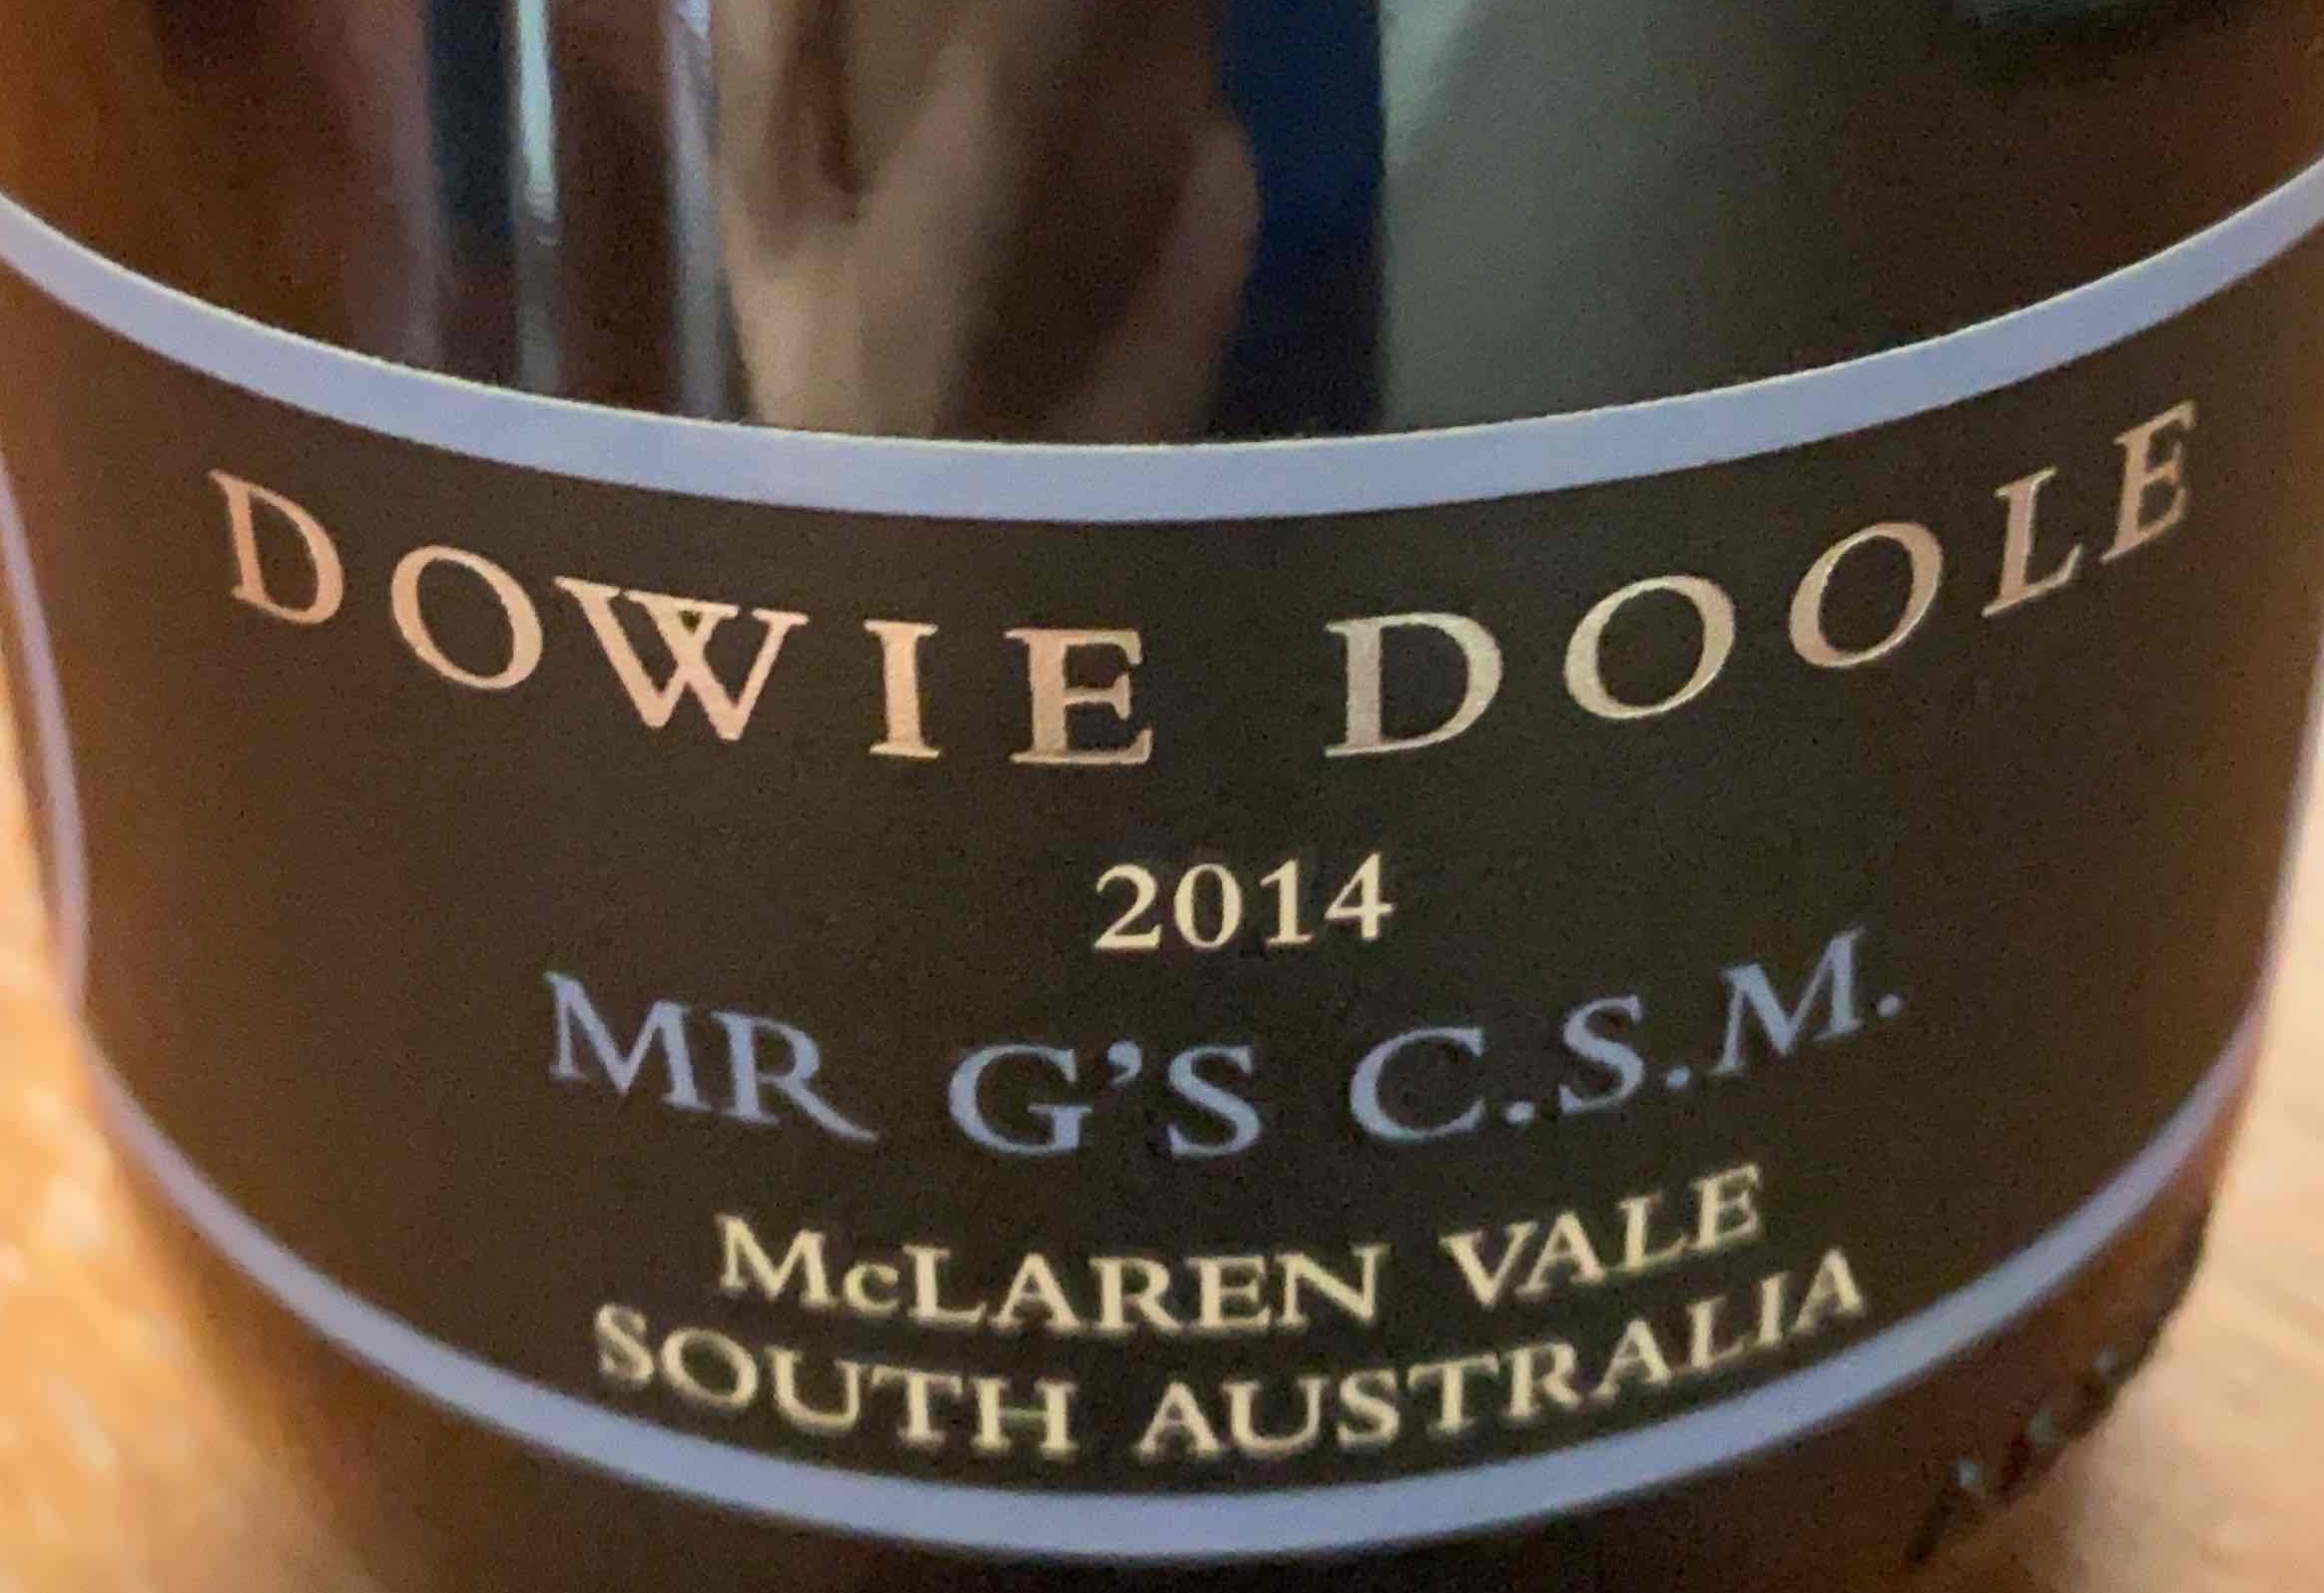 DOWIE DOOLE
2014
MR G'S C.S.M.
McLAREN VALE
SOUTH AUSTRALIA